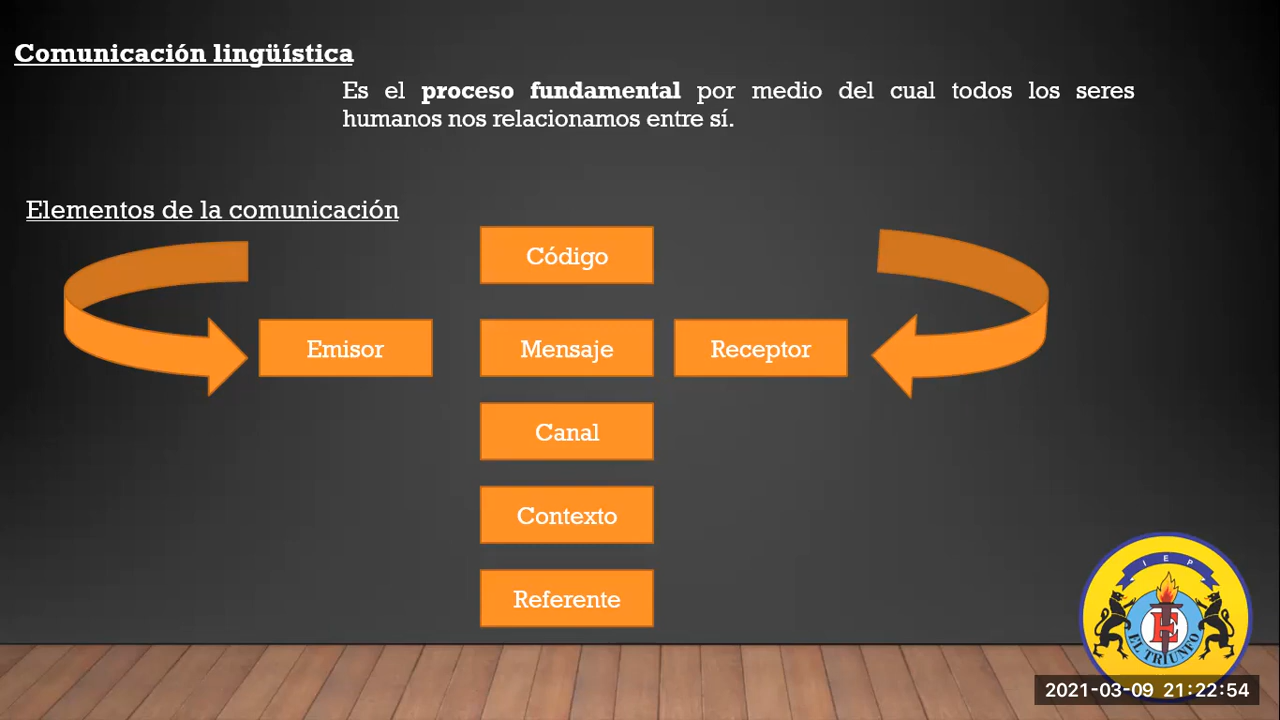 Comunicación lingüística
Es el proceso fundamental por medio del cual todos los seres
humanos nos relacionamos entre sí.
Elementos de la comunicación
Código
Emisor
Mensaje
Receptor
Canal
Contexto
Referente
I E P
EL TRIUNFO
E
2021-03-09 21:22:54